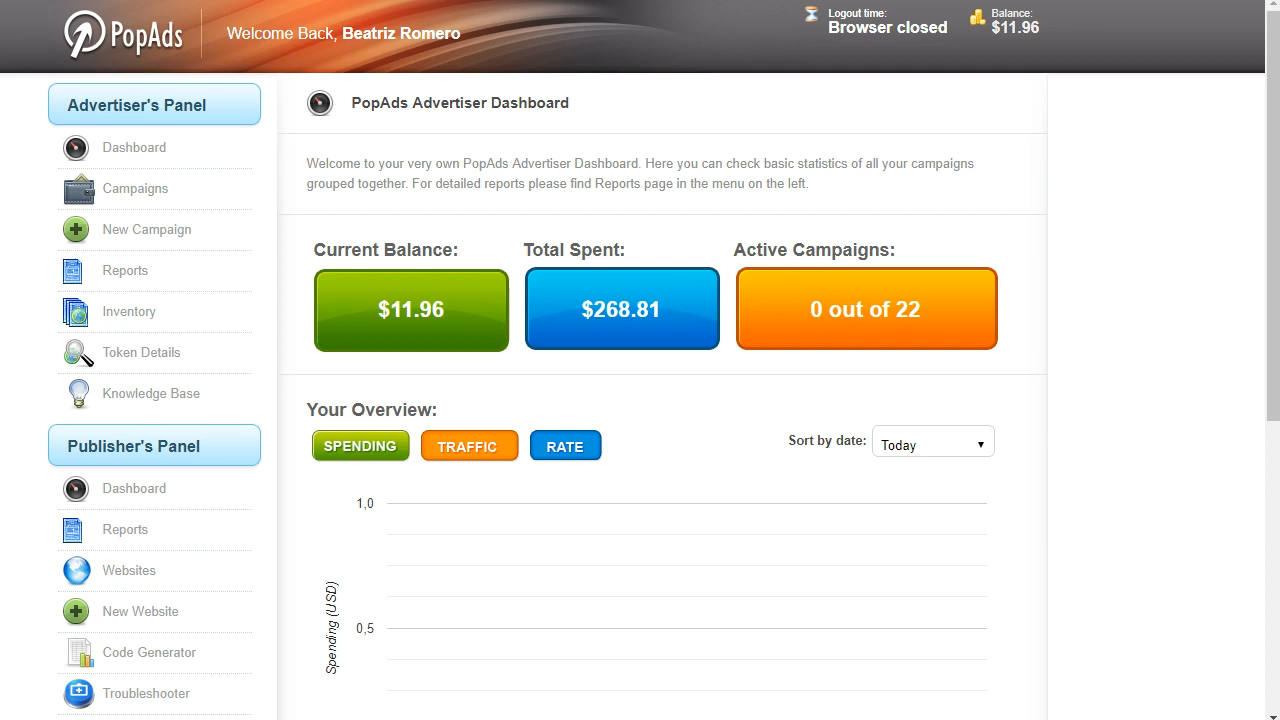 PopAds
Welcome Back, Beatriz Romero
Logout time:
Browser closed
Balance:
$11.96
Advertiser's Panel
Dashboard
Campaigns
New Campaign
Reports
Inventory
Token Details
Knowledge Base
Publisher's Panel
Dashboard
Reports
Websites
New Website
Code Generator
Troubleshooter
PopAds Advertiser Dashboard
Welcome to your very own PopAds Advertiser Dashboard. Here you can check basic statistics of all your campaigns
grouped together. For detailed reports please find Reports page in the menu on the left.
Current Balance:
$11.96
Total Spent:
$268.81
Active Campaigns:
0 out of 22
Your Overview:
SPENDING
TRAFFIC
RATE
Sort by date:
Today
1,0
0,5
Spending (USD)